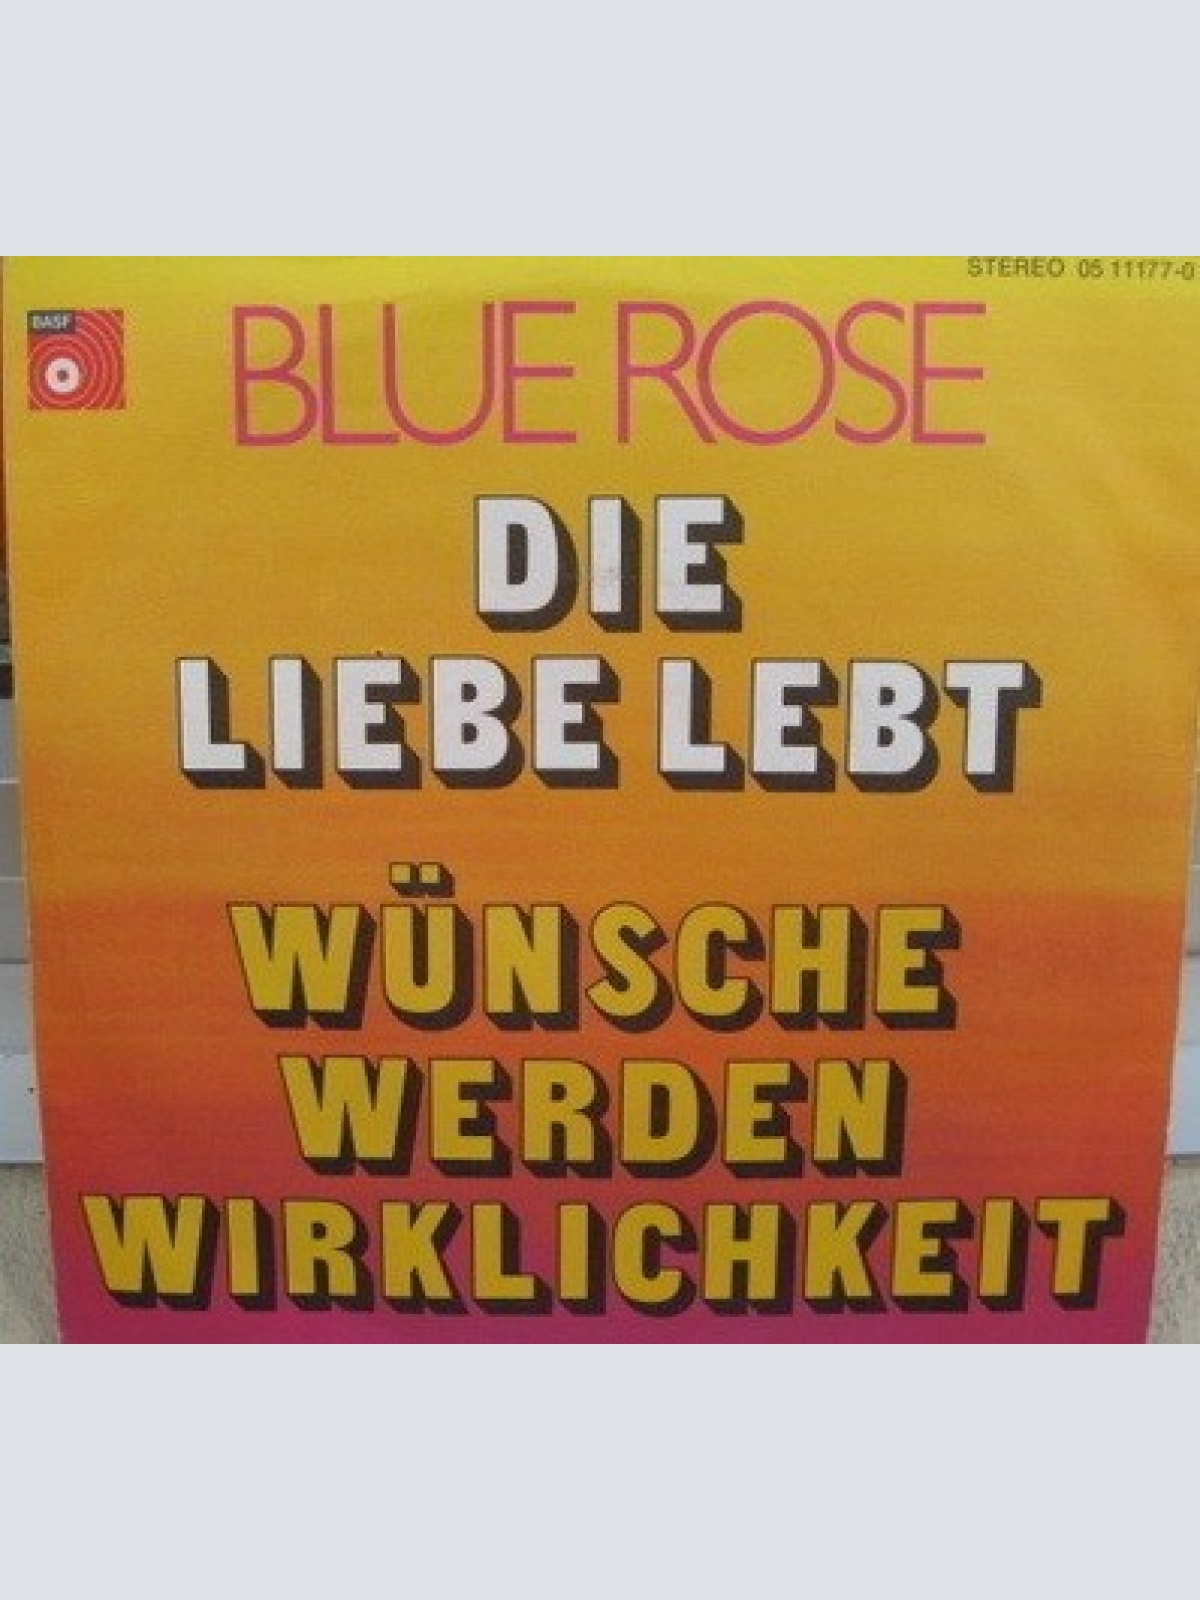 STEREO 05 11177-0
BASF
BLUE ROSE
DIE
LIEBE LEBT
WÜNSCHE
WERDEN
WIRKLICHKEIT